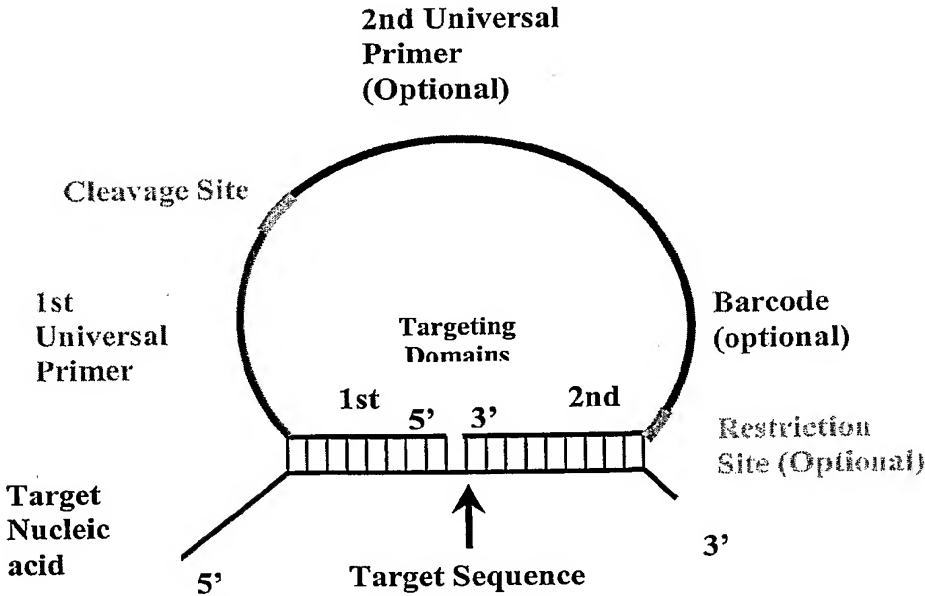 2nd Universal
Primer
(Optional)
Cleavage Site
1st
Universal
Primer
Targeting
Domains
Barcode
(optional)
1st
5’
3’
2nd
Restriction
Site (Optional)
Target
Nucleic
acid
5’
Target Sequence
3’